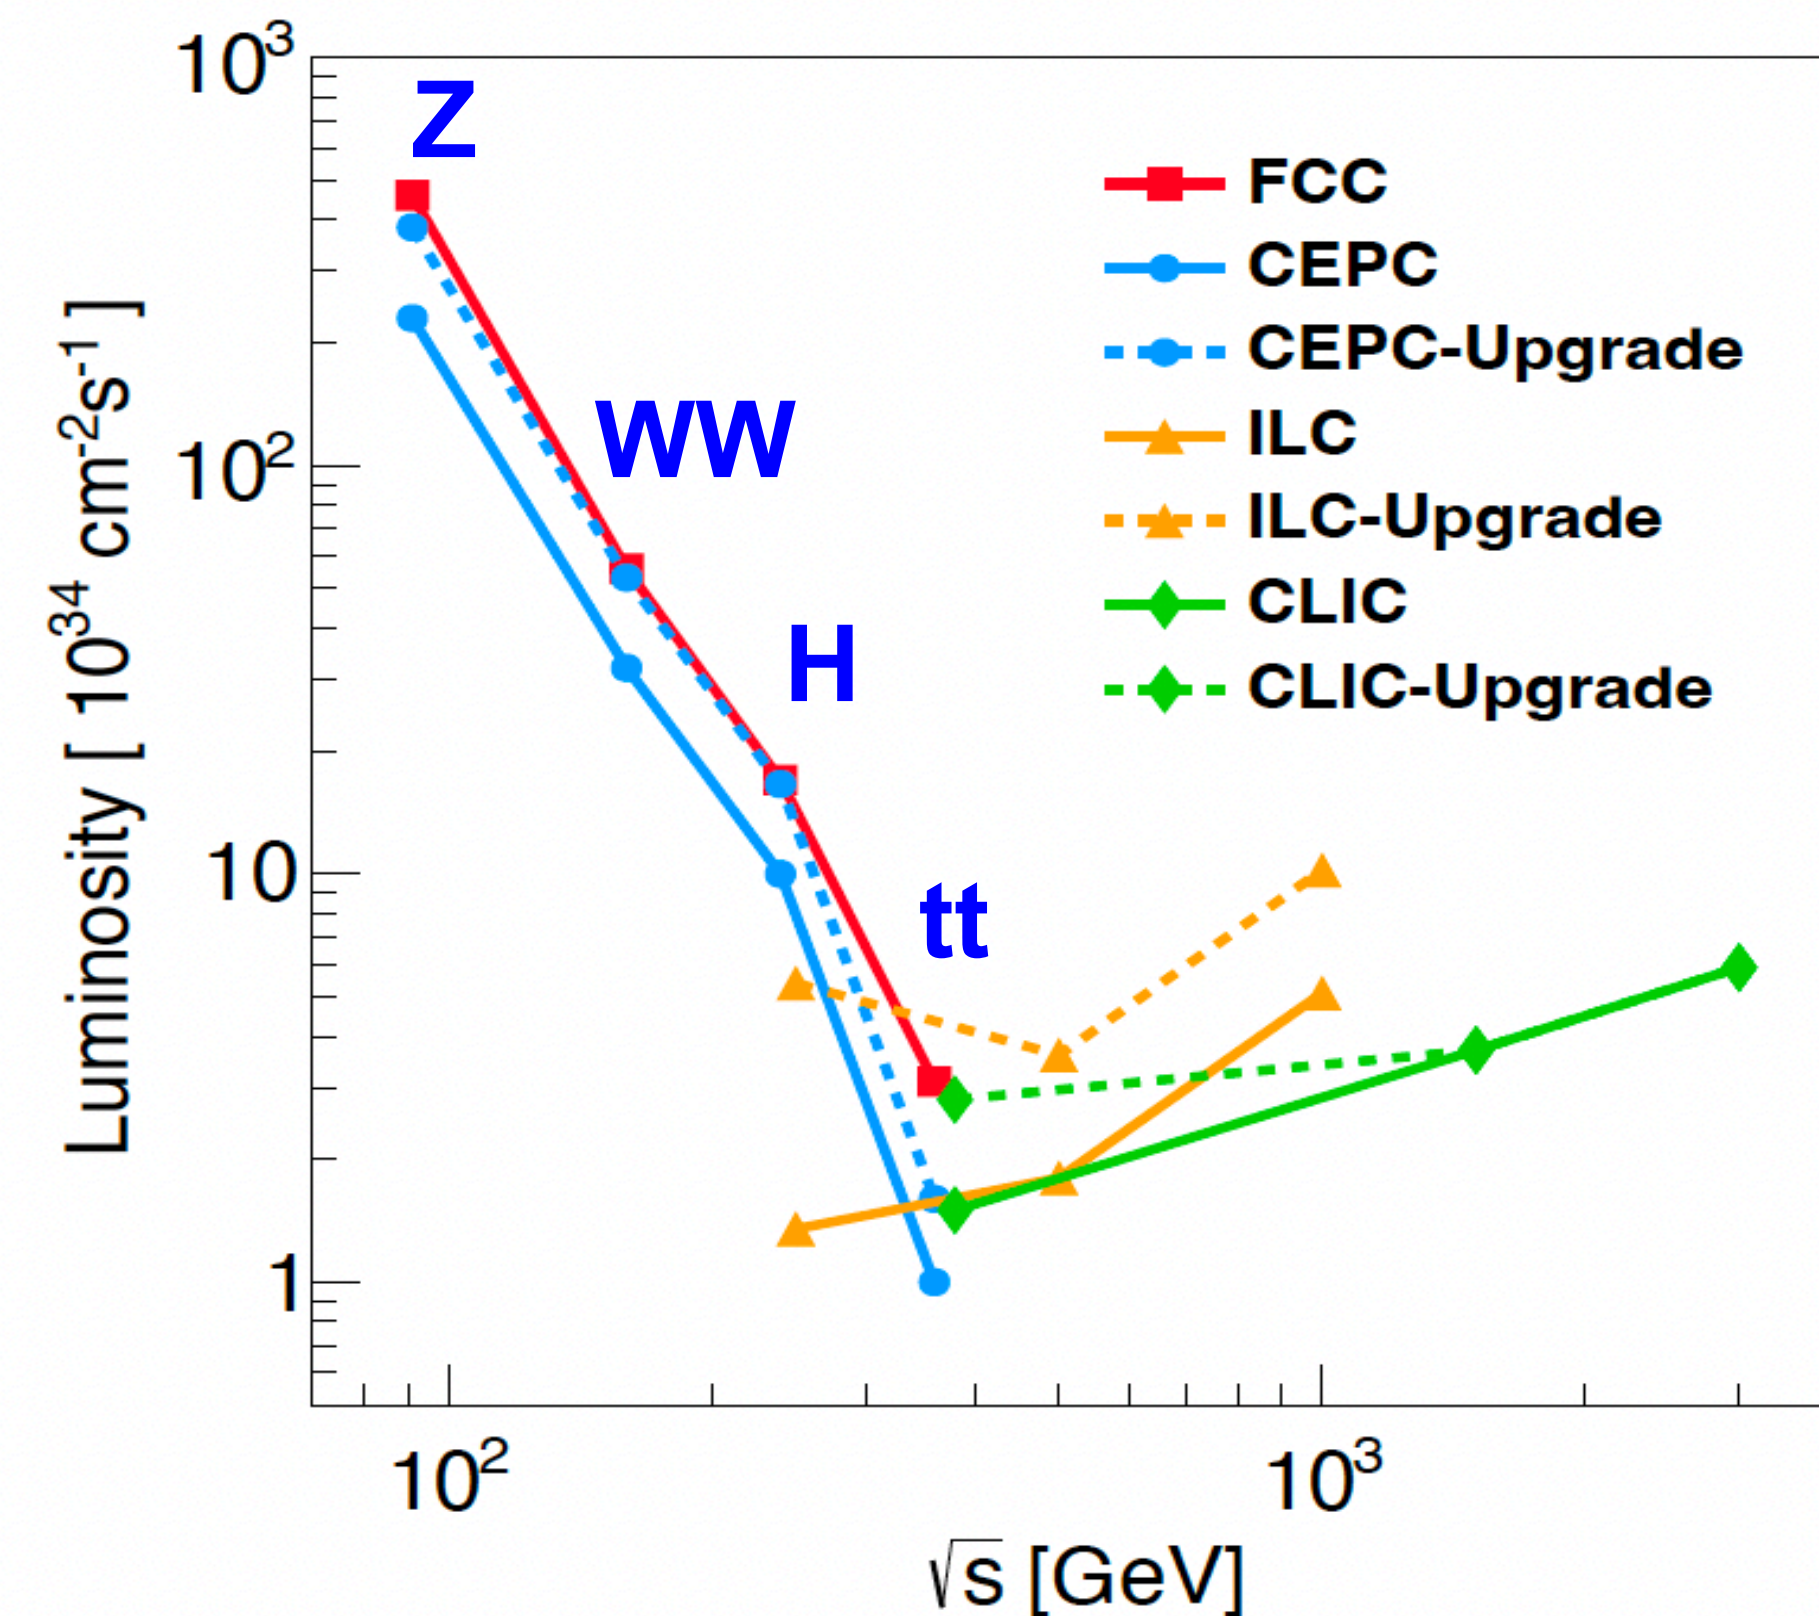 10³
Z
FCC
CEPC
CEPC-Upgrade
WW
10²
ILC
ILC-Upgrade
CLIC
H
CLIC-Upgrade
10
tt
1
Luminosity [ 10³⁴ cm⁻²s⁻¹ ]
10²
10³
√s [GeV]